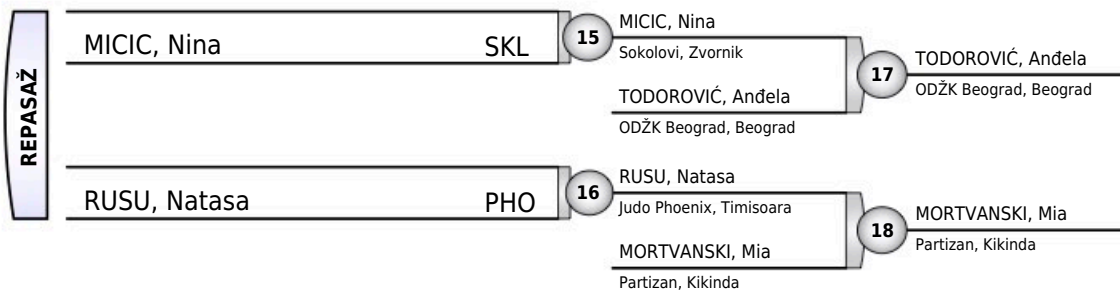 REPASAŽ
MICIC, Nina SKL
15
MICIC, Nina
Sokolovi, Zvornik
TODOROVIĆ, Anđela
ODŽK Beograd, Beograd
17
TODOROVIĆ, Anđela
ODŽK Beograd, Beograd
RUSU, Natasa PHO
16
RUSU, Natasa
Judo Phoenix, Timisoara
MORTVANSKI, Mia
Partizan, Kikinda
18
MORTVANSKI, Mia
Partizan, Kikinda